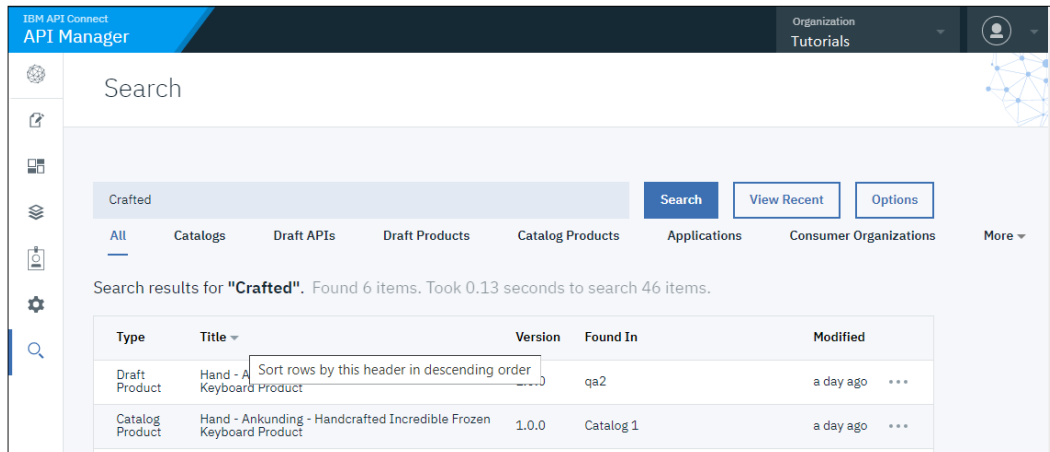 IBM API Connect
API Manager
Organization
Tutorials
Search
Crafted
Search
View Recent
Options
All
Catalogs
Draft APIs
Draft Products
Catalog Products
Applications
Consumer Organizations
More
Search results for "Crafted". Found 6 items. Took 0.13 seconds to search 46 items.
Type
Title
Version
Found In
Modified
Sort rows by this header in descending order
Draft
Product
Hand - A
Keyboard Product
qa2
a day ago
Catalog
Product
Hand - Ankunding - Handcrafted Incredible Frozen
Keyboard Product
1.0.0
Catalog 1
a day ago